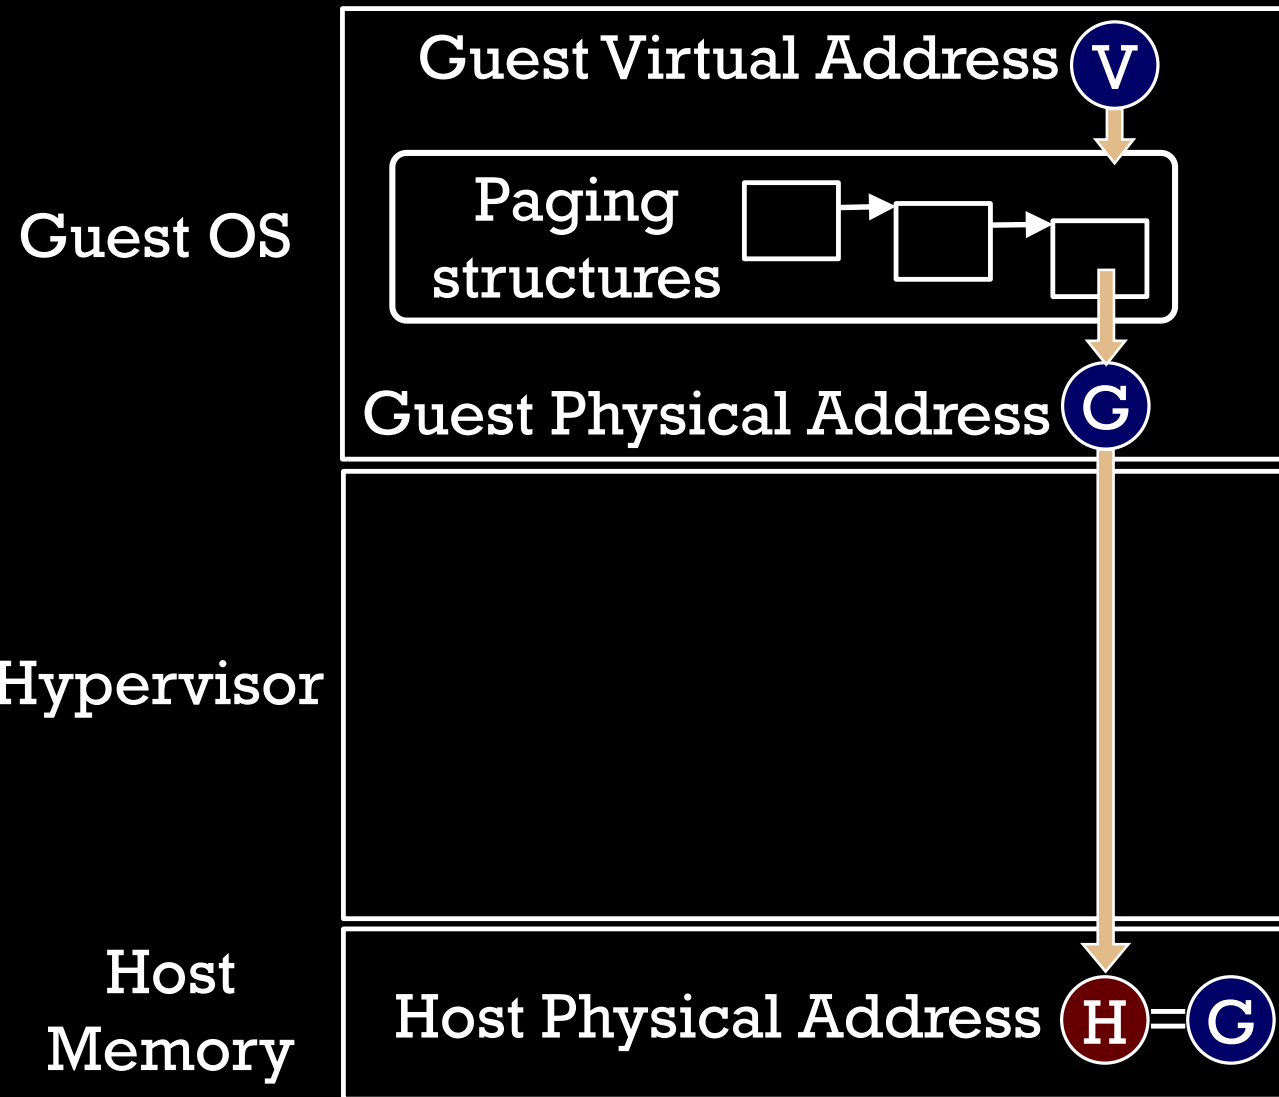 Guest Virtual Address V
Guest OS
Paging
structures
Guest Physical Address G
Hypervisor
Host
Memory
Host Physical Address H = G